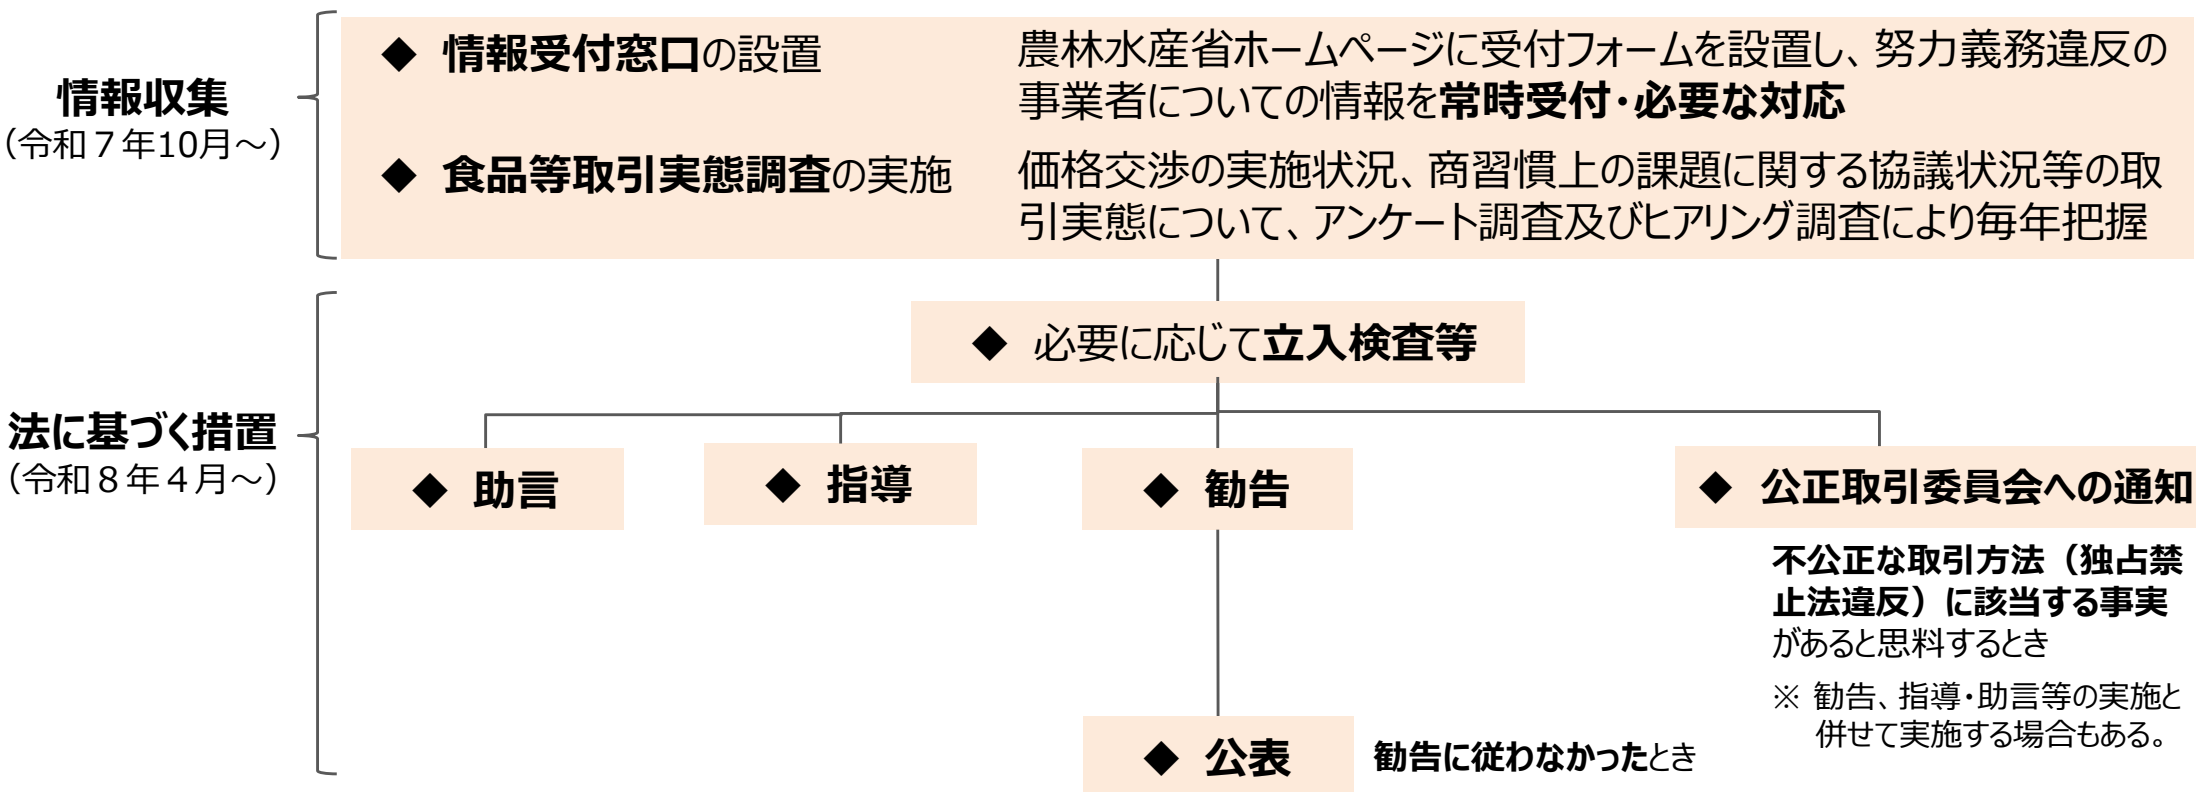 情報収集
（令和７年10月～）
◆ 情報受付窓口の設置
農林水産省ホームページに受付フォームを設置し、努力義務違反の
事業者についての情報を常時受付・必要な対応
◆ 食品等取引実態調査の実施
価格交渉の実施状況、商習慣上の課題に関する協議状況等の取
引実態について、アンケート調査及びヒアリング調査により毎年把握
法に基づく措置
（令和８年４月～）
◆ 必要に応じて立入検査等
◆ 助言
◆ 指導
◆ 勧告
◆ 公正取引委員会への通知
不公正な取引方法（独占禁
止法違反）に該当する事実
があると思料するとき
※ 勧告、指導・助言等の実施と
併せて実施する場合もある。
◆ 公表
勧告に従わなかったとき